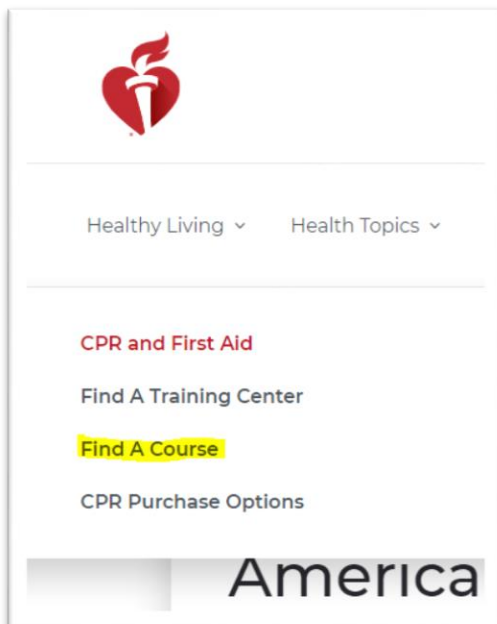 Healthy Living Health Topics
CPR and First Aid
Find A Training Center
Find A Course
CPR Purchase Options
America